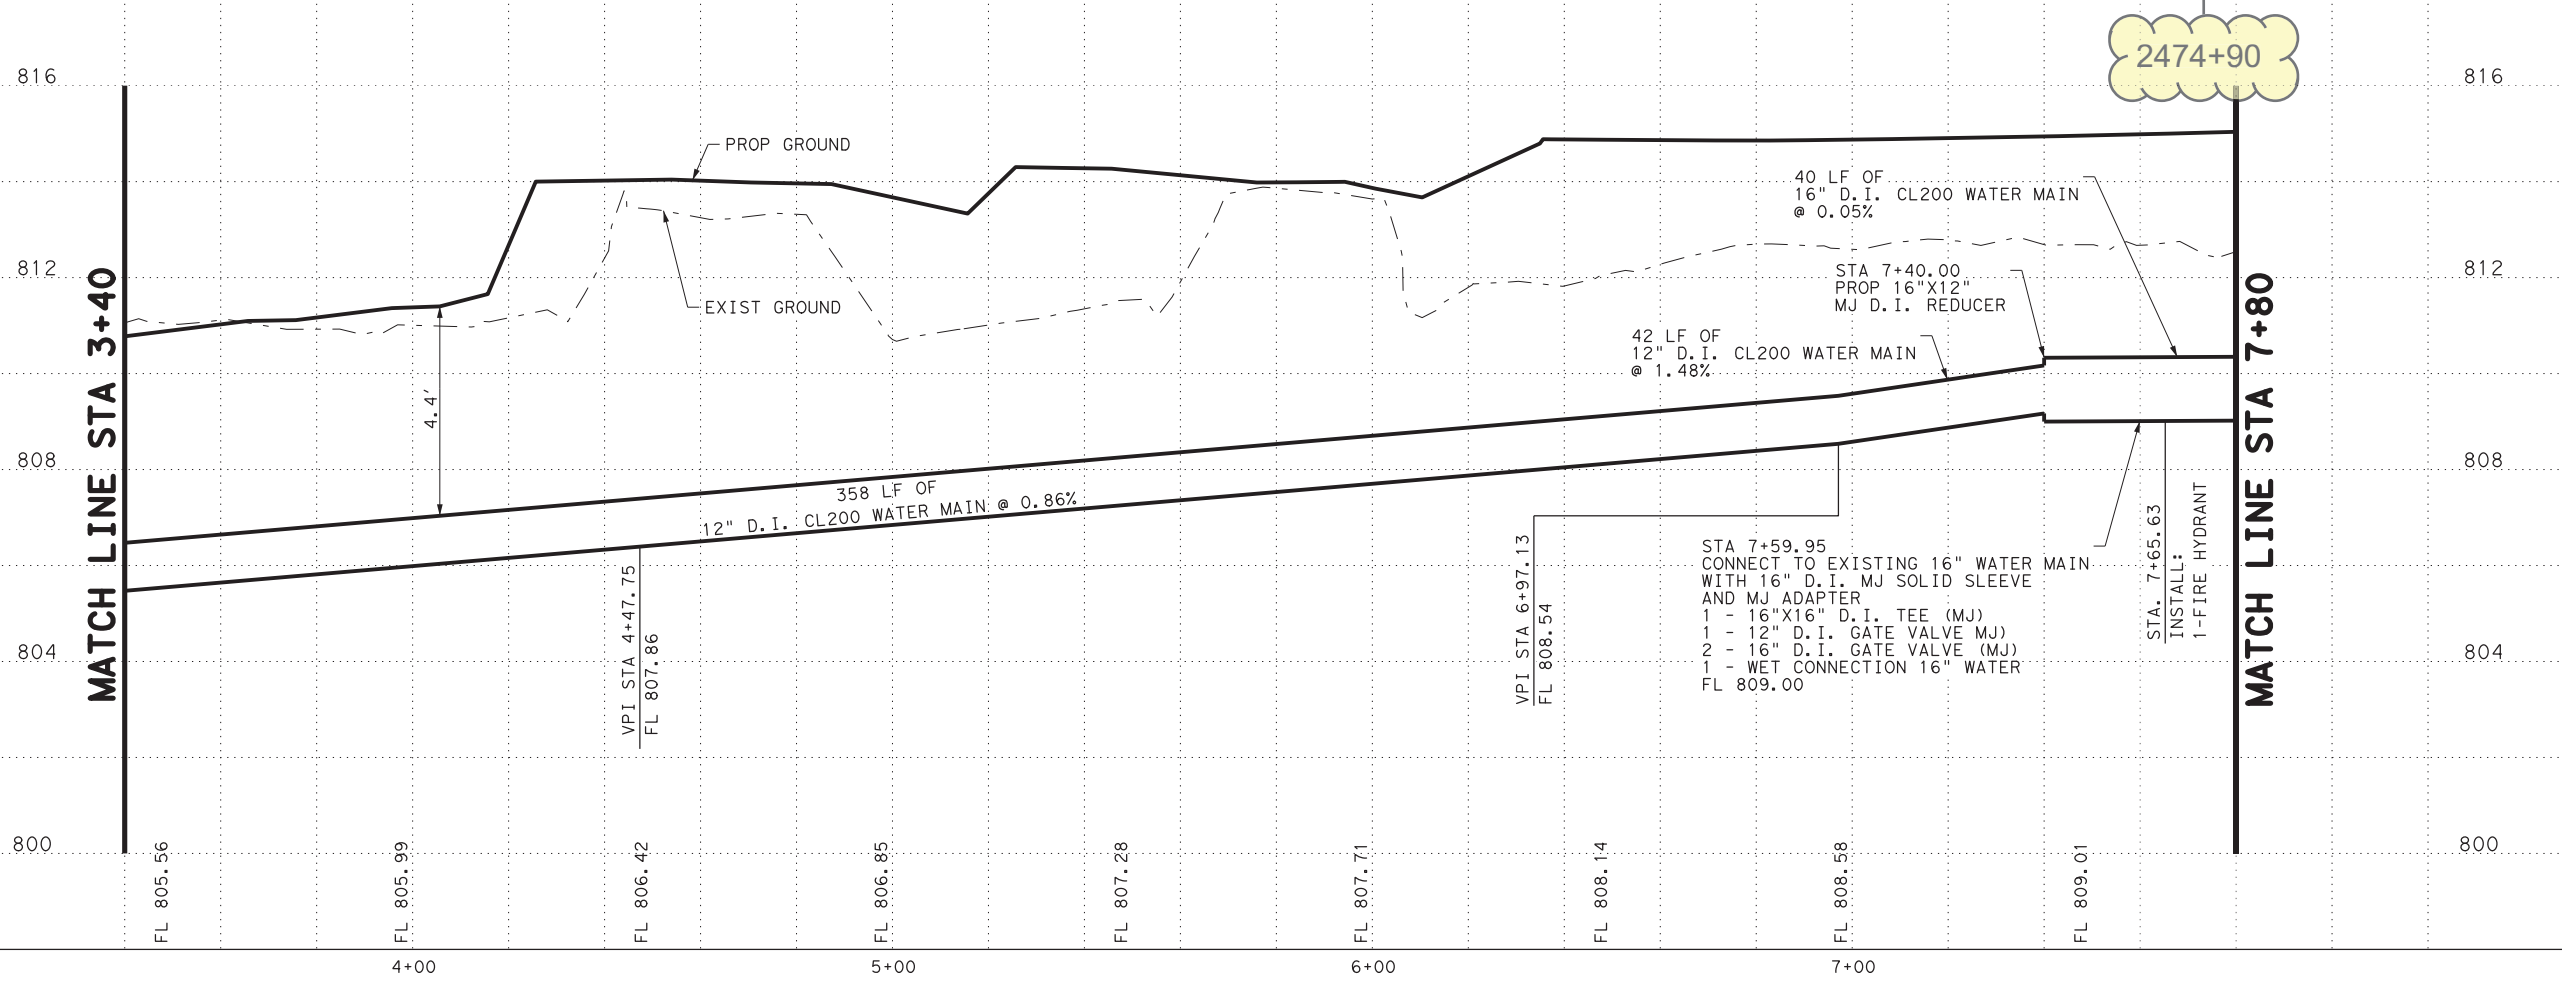 2474+90
816
816
PROP GROUND
40 LF OF
16" D.I. CL200 WATER MAIN
@ 0.05%
812
812
STA 7+40.00
PROP 16"X12"
MJ D.I. REDUCER
EXIST GROUND
42 LF OF
12" D.I. CL200 WATER MAIN
@ 1.48%
MATCH LINE STA 3+40
4.4'
MATCH LINE STA 7+80
808
808
358 LF OF
12" D.I. CL200 WATER MAIN @ 0.86%
VPI STA 4+47.75
FL 807.86
VPI STA 6+97.13
FL 808.54
STA 7+59.95
CONNECT TO EXISTING 16" WATER MAIN
WITH 16" D.I. MJ SOLID SLEEVE
AND MJ ADAPTER
1 - 16"X16" D.I. TEE (MJ)
1 - 12" D.I. GATE VALVE MJ)
2 - 16" D.I. GATE VALVE (MJ)
1 - WET CONNECTION 16" WATER
FL 809.00
STA. 7+65.63
INSTALL:
1-FIRE HYDRANT
804
804
800
800
FL 805.56
FL 805.99
FL 806.42
FL 806.85
FL 807.28
FL 807.71
FL 808.14
FL 808.58
FL 809.01
4+00
5+00
6+00
7+00